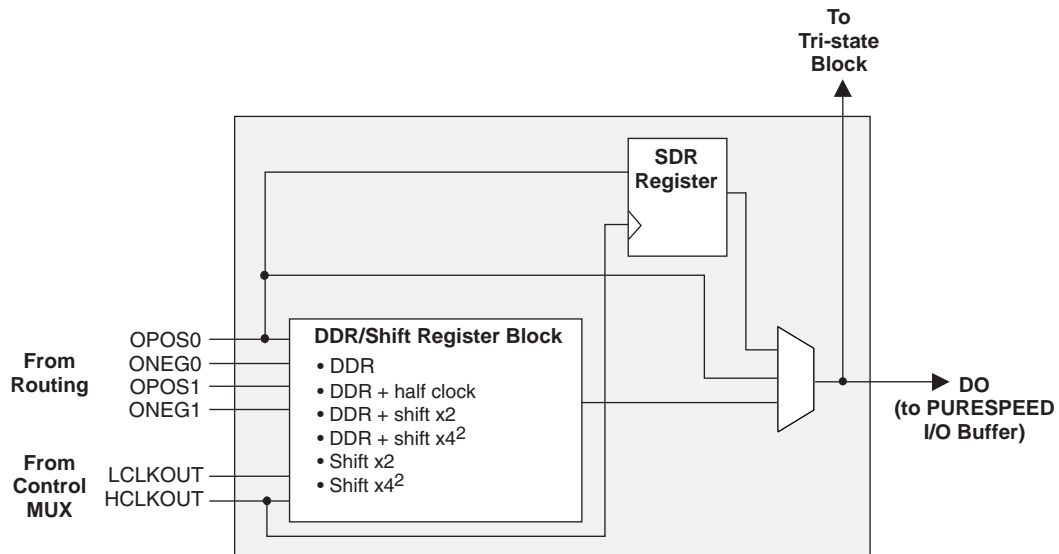 To
Tri-state
Block
SDR
Register
From
Routing
OPOS0
ONEG0
OPOS1
ONEG1
From
Control
MUX
LCLKOUT
HCLKOUT
DDR/Shift Register Block
• DDR
• DDR + half clock
• DDR + shift x2
• DDR + shift x4²
• Shift x2
• Shift x4²
DO
(to PURESPEED
I/O Buffer)